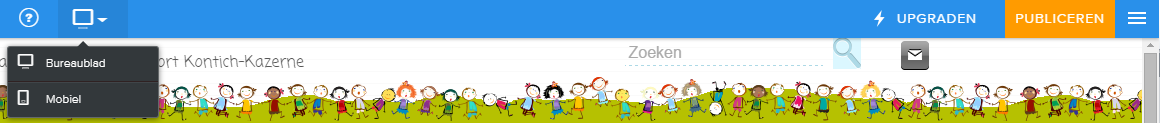 UPGRADEN PUBLICEREN
Zoeken
ort Kontich-Kazerne
Bureaublad
Mobiel